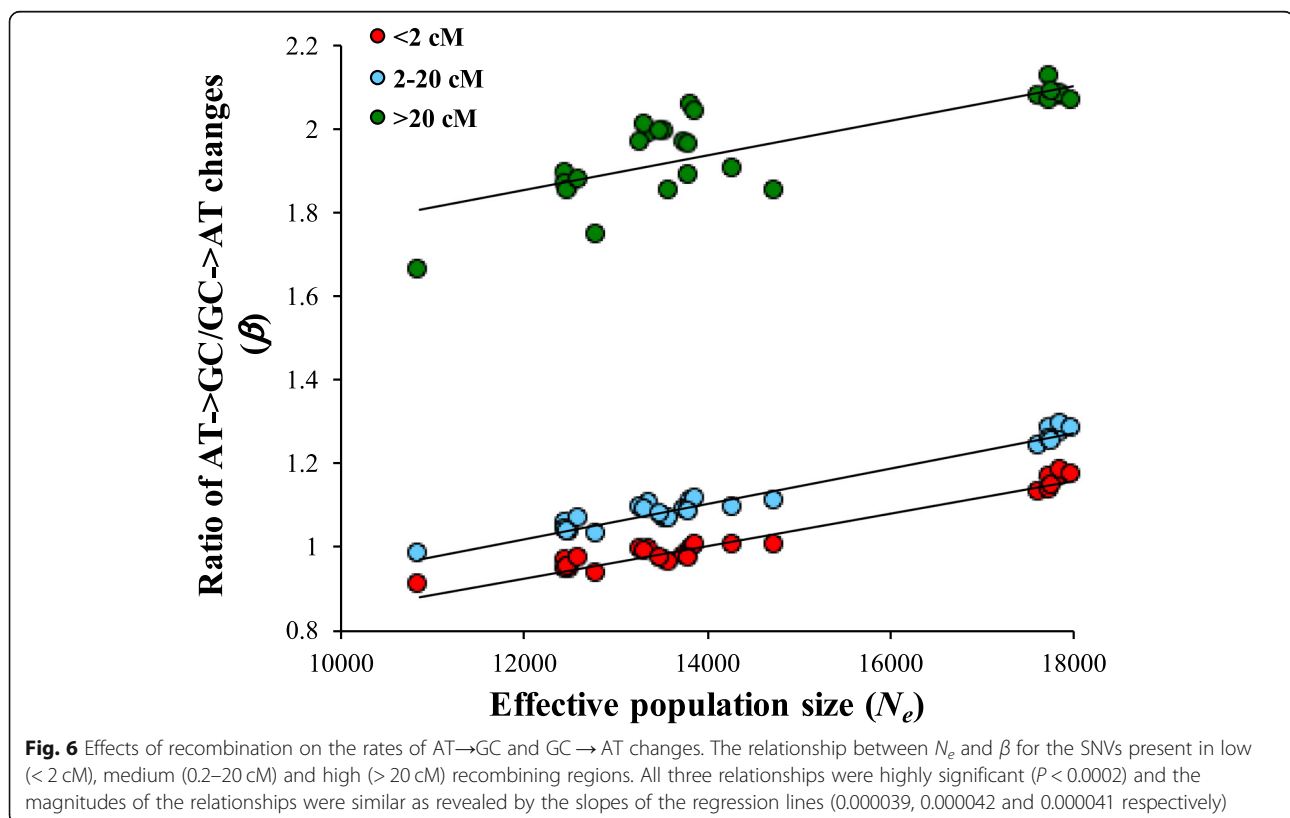 <2 cM
2-20 cM
>20 cM
Ratio of AT->GC/GC->AT changes
(β)
2.2
2
1.8
1.6
1.4
1.2
1
0.8
10000 12000 14000 16000 18000
Effective population size (Ne)
Fig. 6 Effects of recombination on the rates of AT→GC and GC → AT changes. The relationship between Ne and β for the SNVs present in low
(< 2 cM), medium (0.2–20 cM) and high (> 20 cM) recombining regions. All three relationships were highly significant (P < 0.0002) and the
magnitudes of the relationships were similar as revealed by the slopes of the regression lines (0.000039, 0.000042 and 0.000041 respectively)